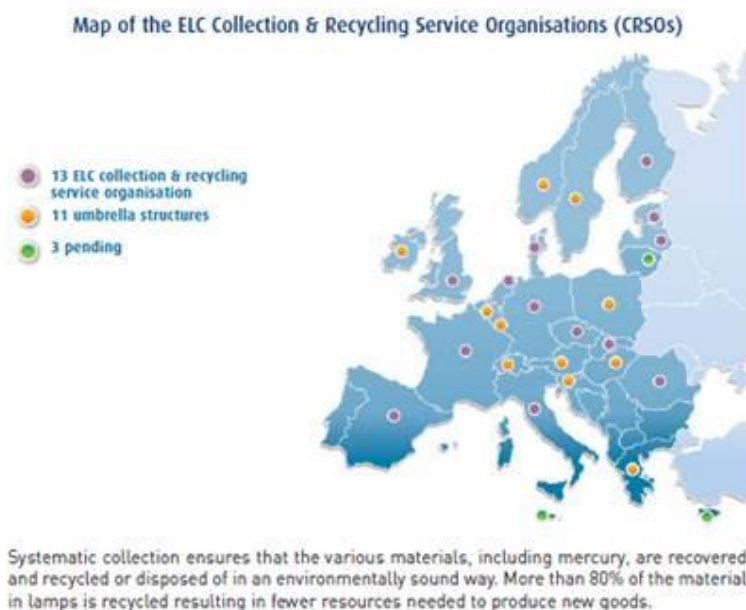 Map of the ELC Collection & Recycling Service Organisations (CRSOs)
13 ELC collection & recycling
service organisation
11 umbrella structures
3 pending
Systematic collection ensures that the various materials, including mercury, are recovered
and recycled or disposed of in an environmentally sound way. More than 80% of the material
in lamps is recycled resulting in fewer resources needed to produce new goods.